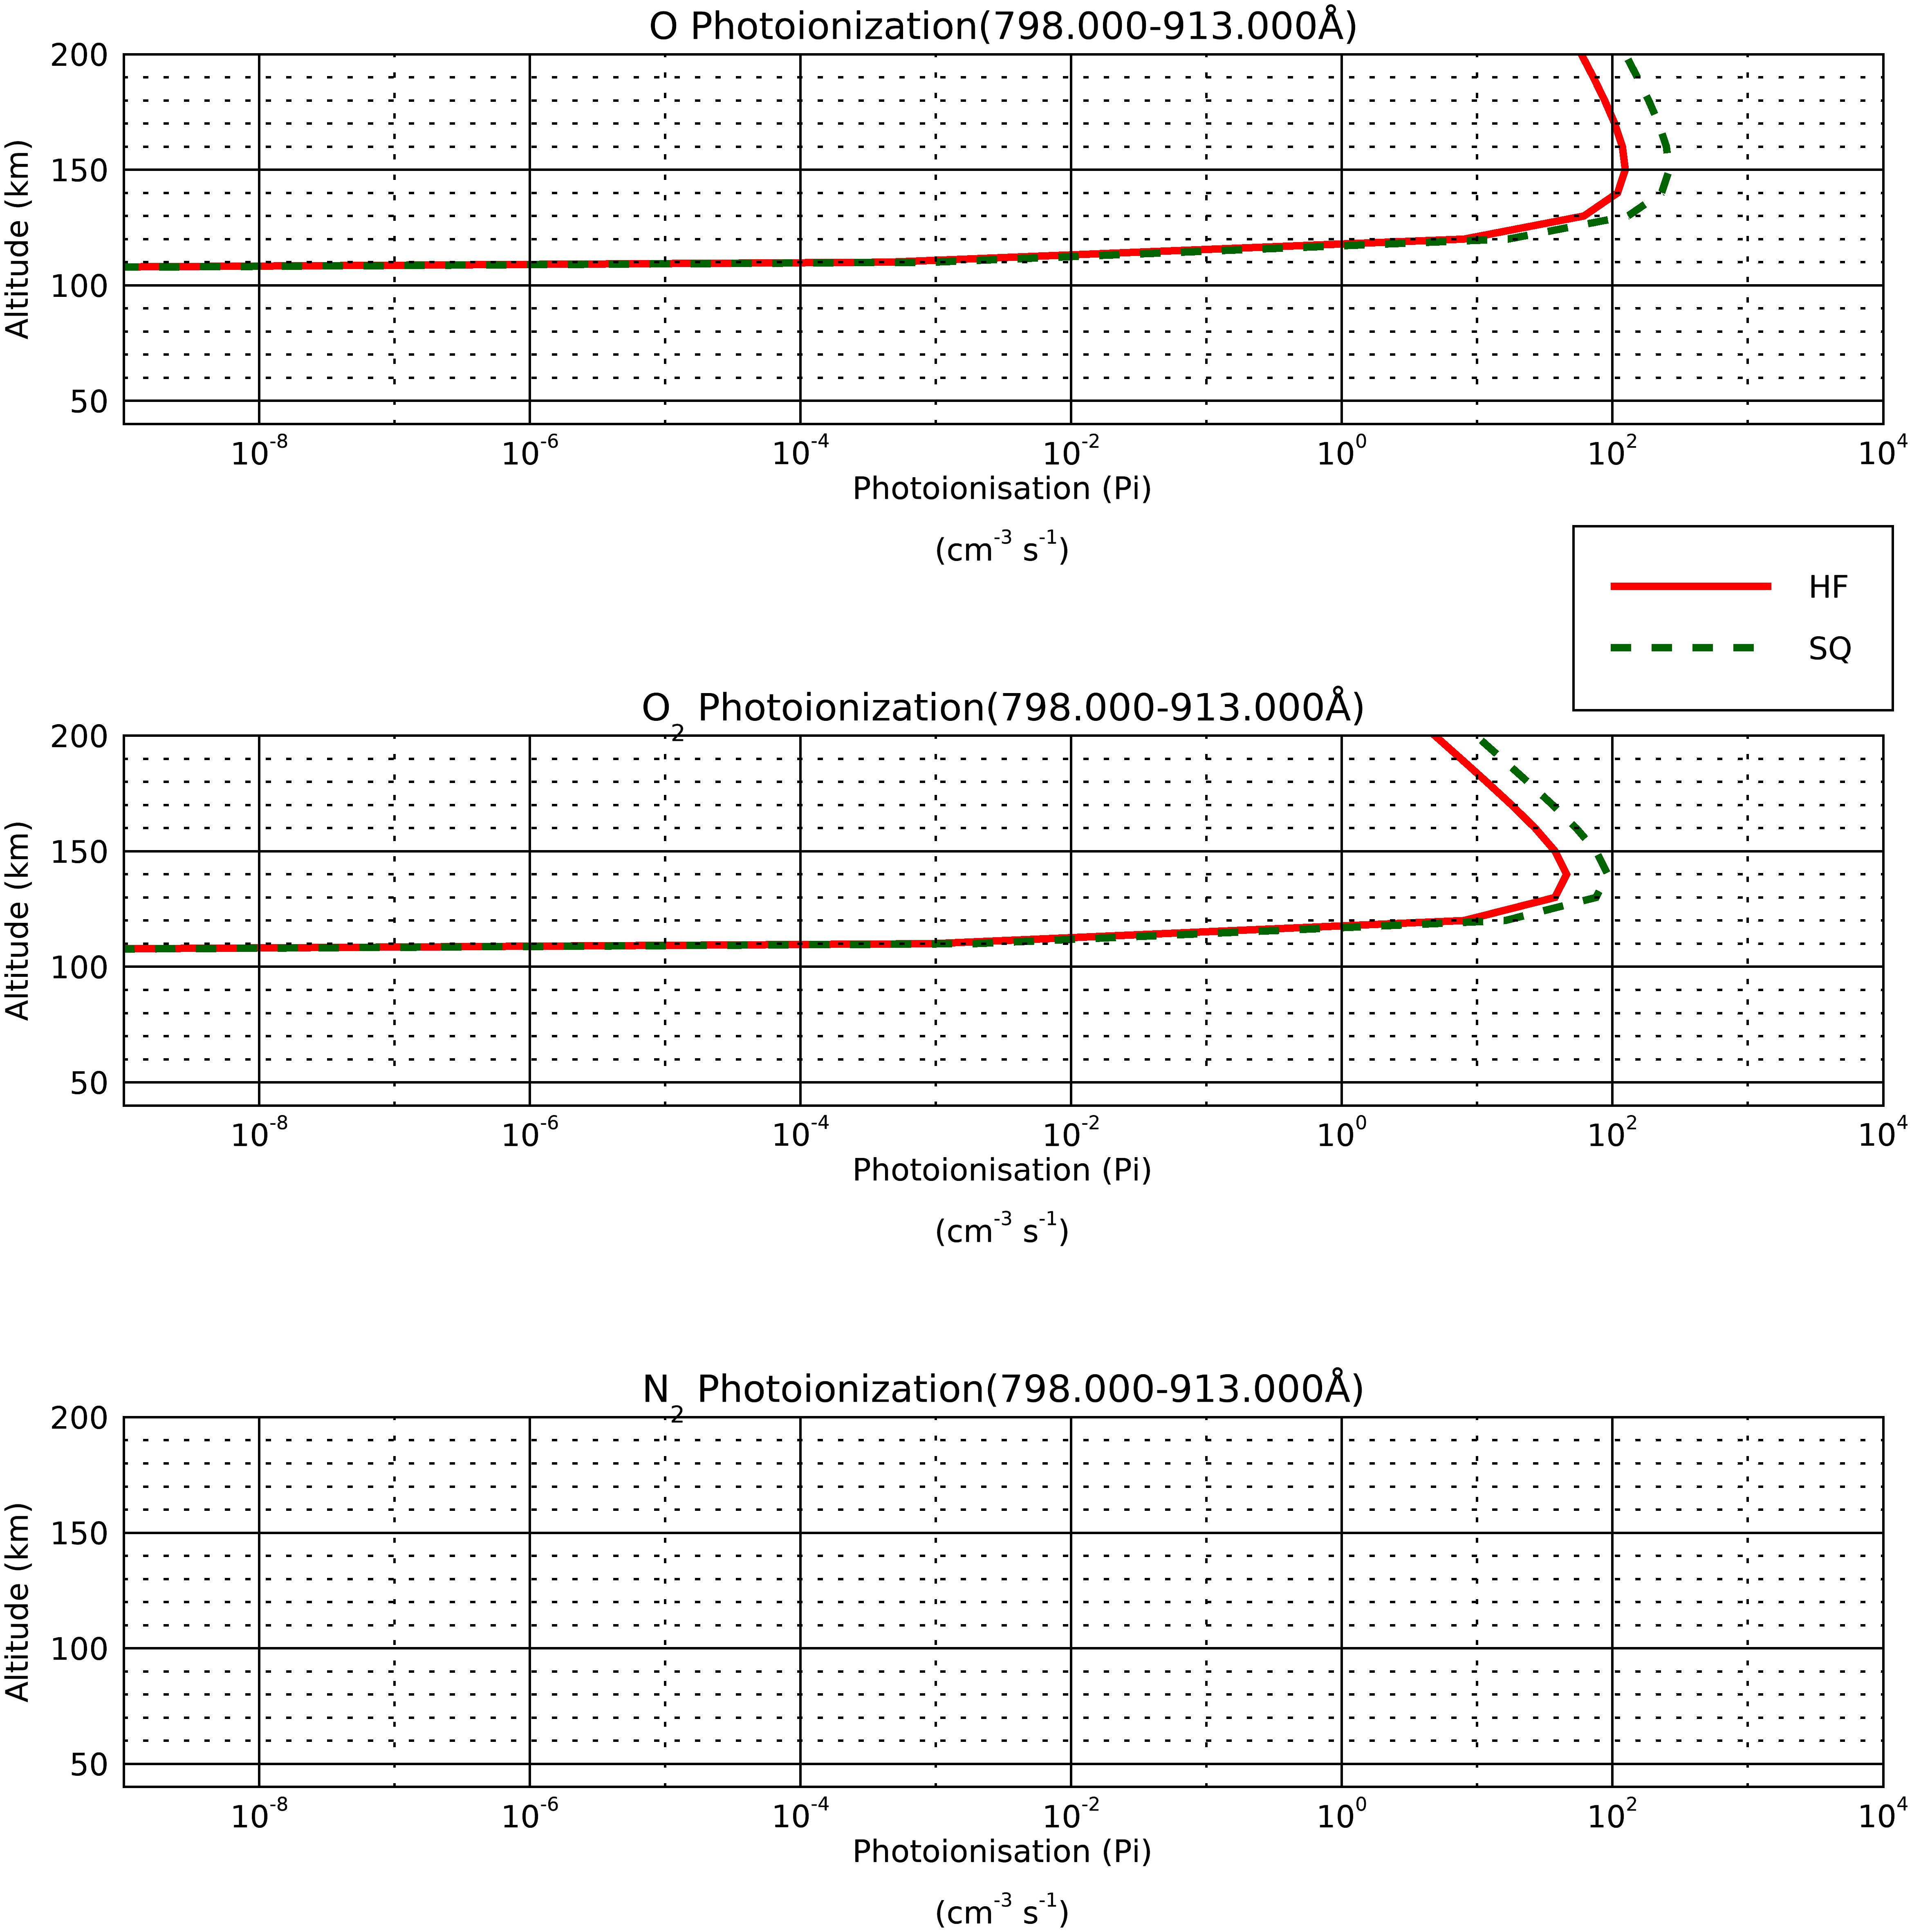 O Photoionization(798.000-913.000Å)
200
150
100
50
Altitude (km)
10-8 10-6 10-4 10-2 100 102 104
Photoionisation (Pi)
(cm-3 s-1)
HF
SQ
O2 Photoionization(798.000-913.000Å)
200
150
100
50
Altitude (km)
10-8 10-6 10-4 10-2 100 102 104
Photoionisation (Pi)
(cm-3 s-1)
N2 Photoionization(798.000-913.000Å)
200
150
100
50
Altitude (km)
10-8 10-6 10-4 10-2 100 102 104
Photoionisation (Pi)
(cm-3 s-1)